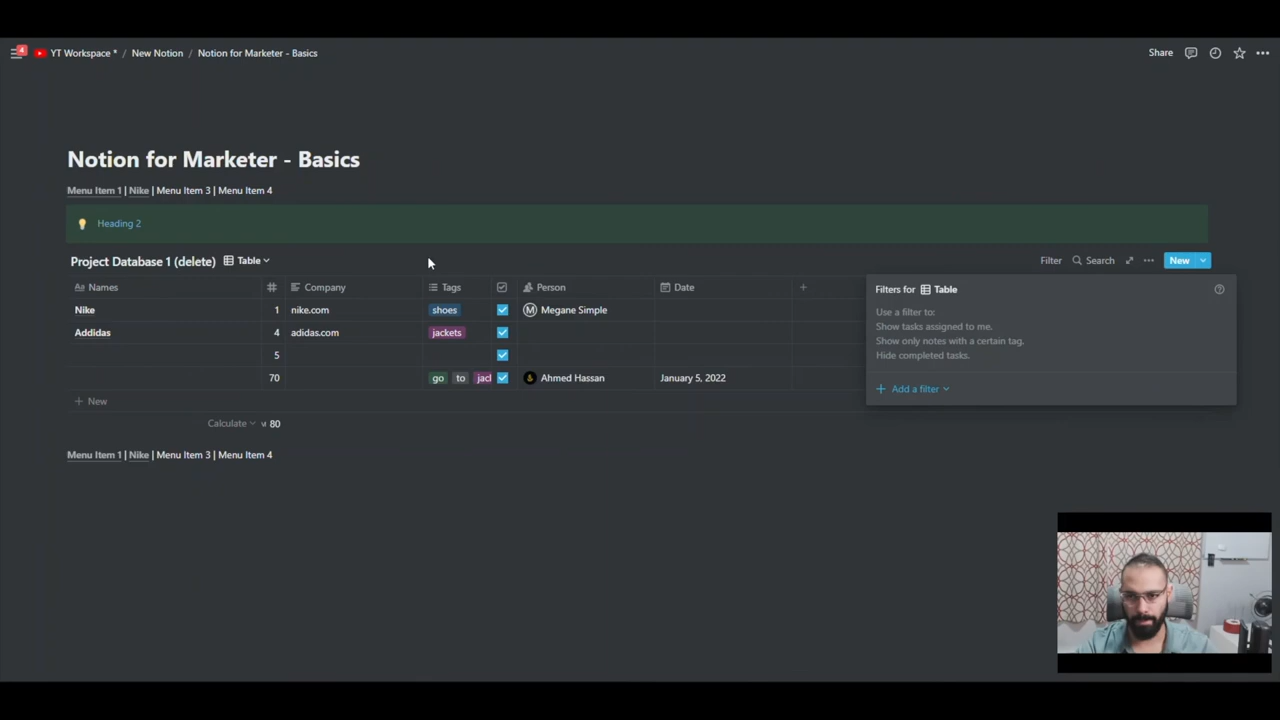 4 YT Workspace * / New Notion / Notion for Marketer - Basics Share
Notion for Marketer - Basics
Menu Item 1 | Nike | Menu Item 3 | Menu Item 4
Heading 2
Project Database 1 (delete) Table Filter Search New
Aa Names # Company Tags Person Date +
Nike 1 nike.com shoes M Megane Simple
Addidas 4 adidas.com jackets
5
70 go to jacl Ahmed Hassan January 5, 2022
+ New
Calculate 80
Menu Item 1 | Nike | Menu Item 3 | Menu Item 4
Filters for Table
Use a filter to:
Show tasks assigned to me.
Show only notes with a certain tag.
Hide completed tasks.
+ Add a filter